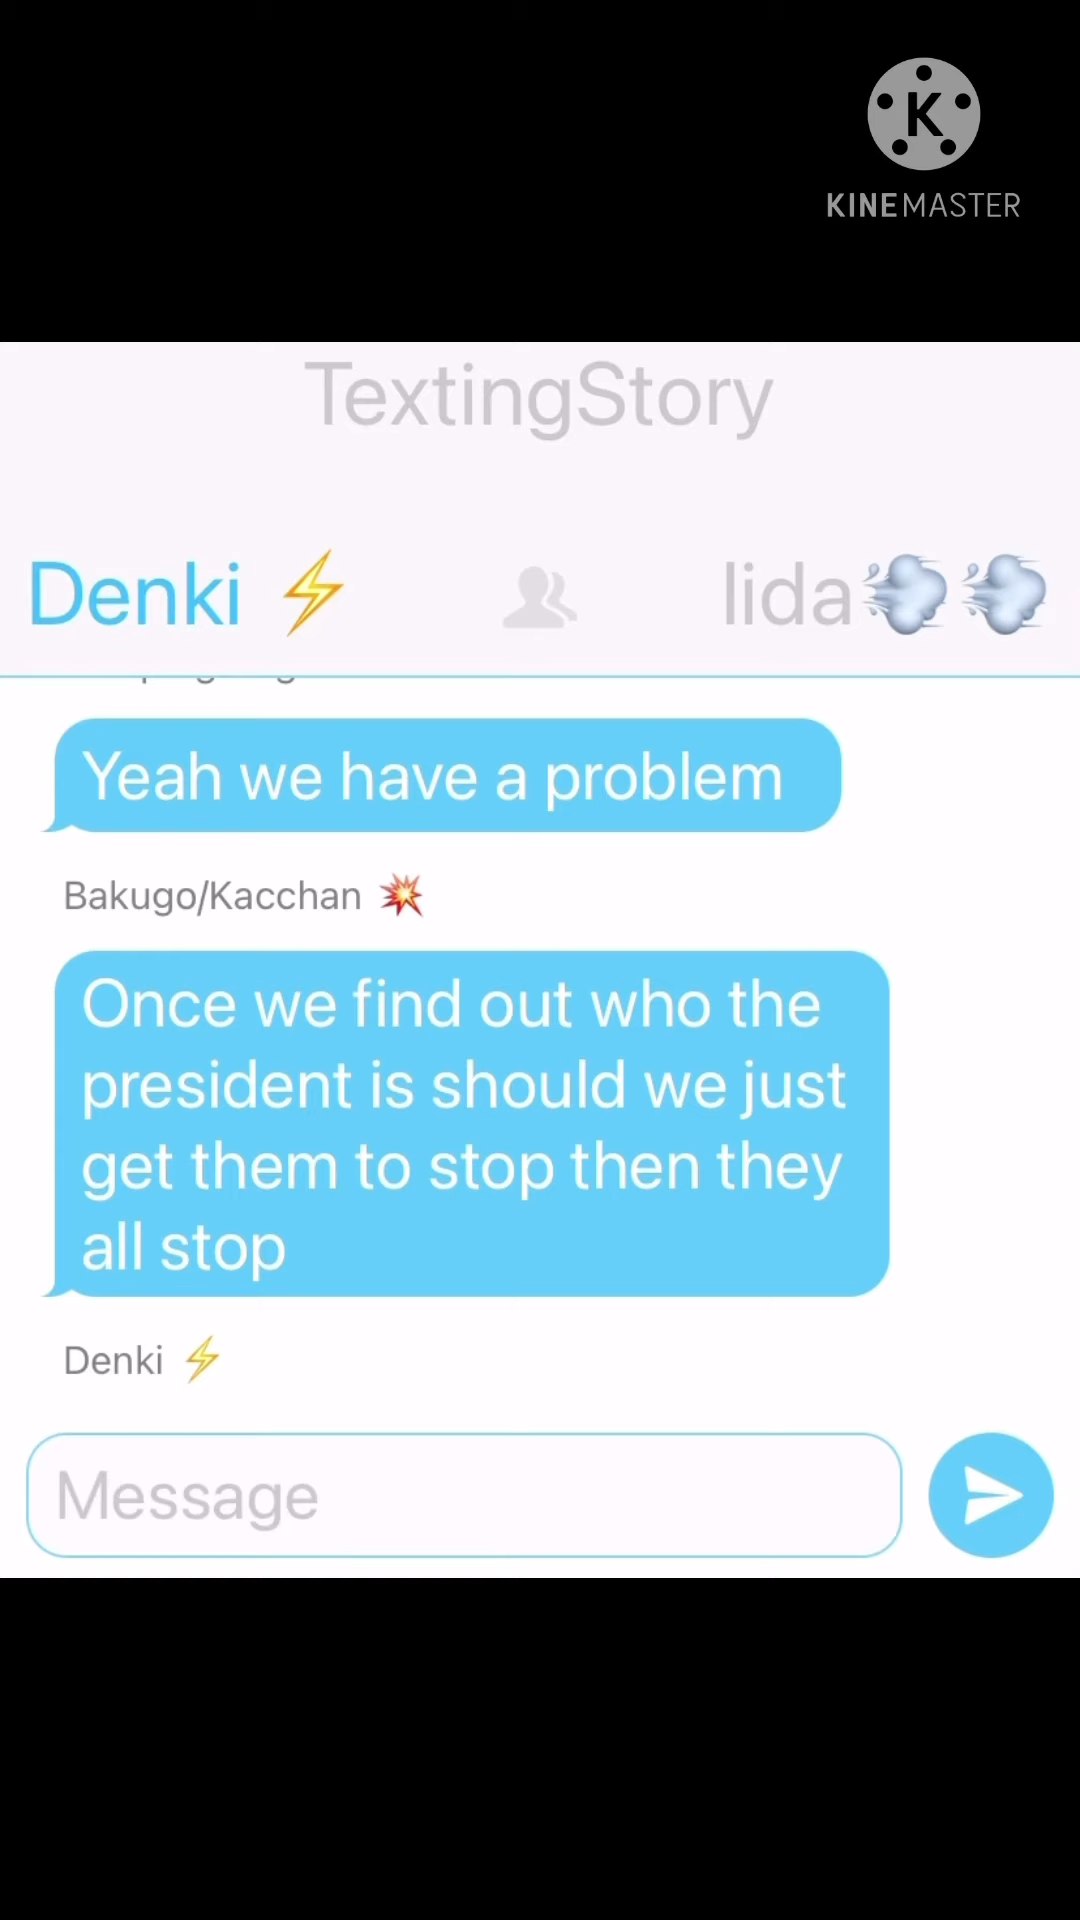 K
KINEMASTER
TextingStory
Denki ⚡ Iida💨💨
Yeah we have a problem
Bakugo/Kacchan 💥
Once we find out who the
president is should we just
get them to stop then they
all stop
Denki ⚡
Message